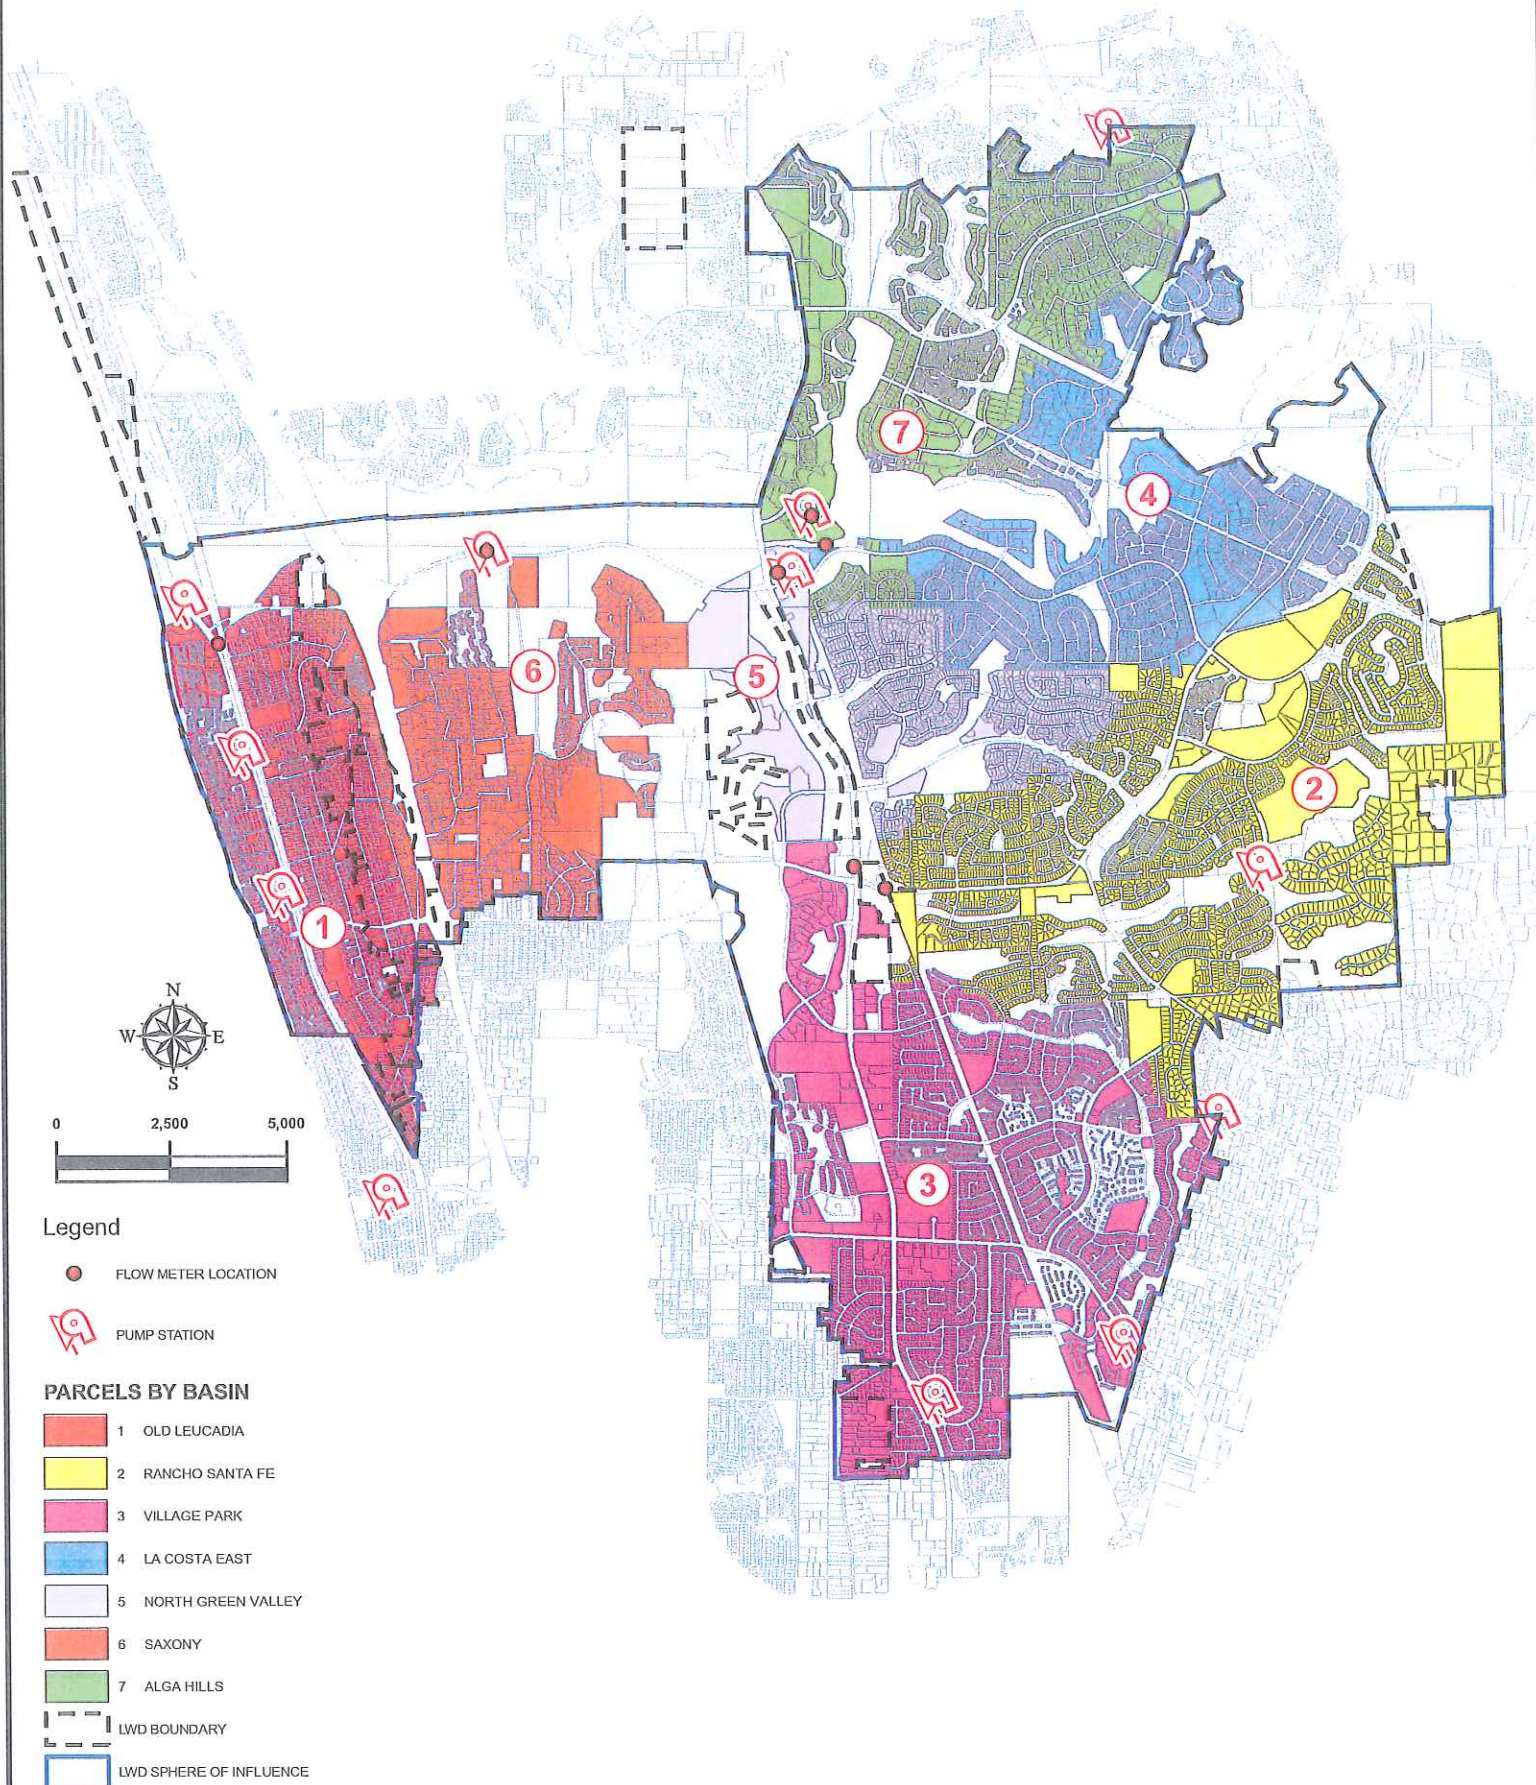 7
4
6
5
2
1
N
W E
S
0 2,500 5,000
3
Legend
FLOW METER LOCATION
PUMP STATION
PARCELS BY BASIN
1 OLD LEUCADIA
2 RANCHO SANTA FE
3 VILLAGE PARK
4 LA COSTA EAST
5 NORTH GREEN VALLEY
6 SAXONY
7 ALGA HILLS
LWD BOUNDARY
LWD SPHERE OF INFLUENCE